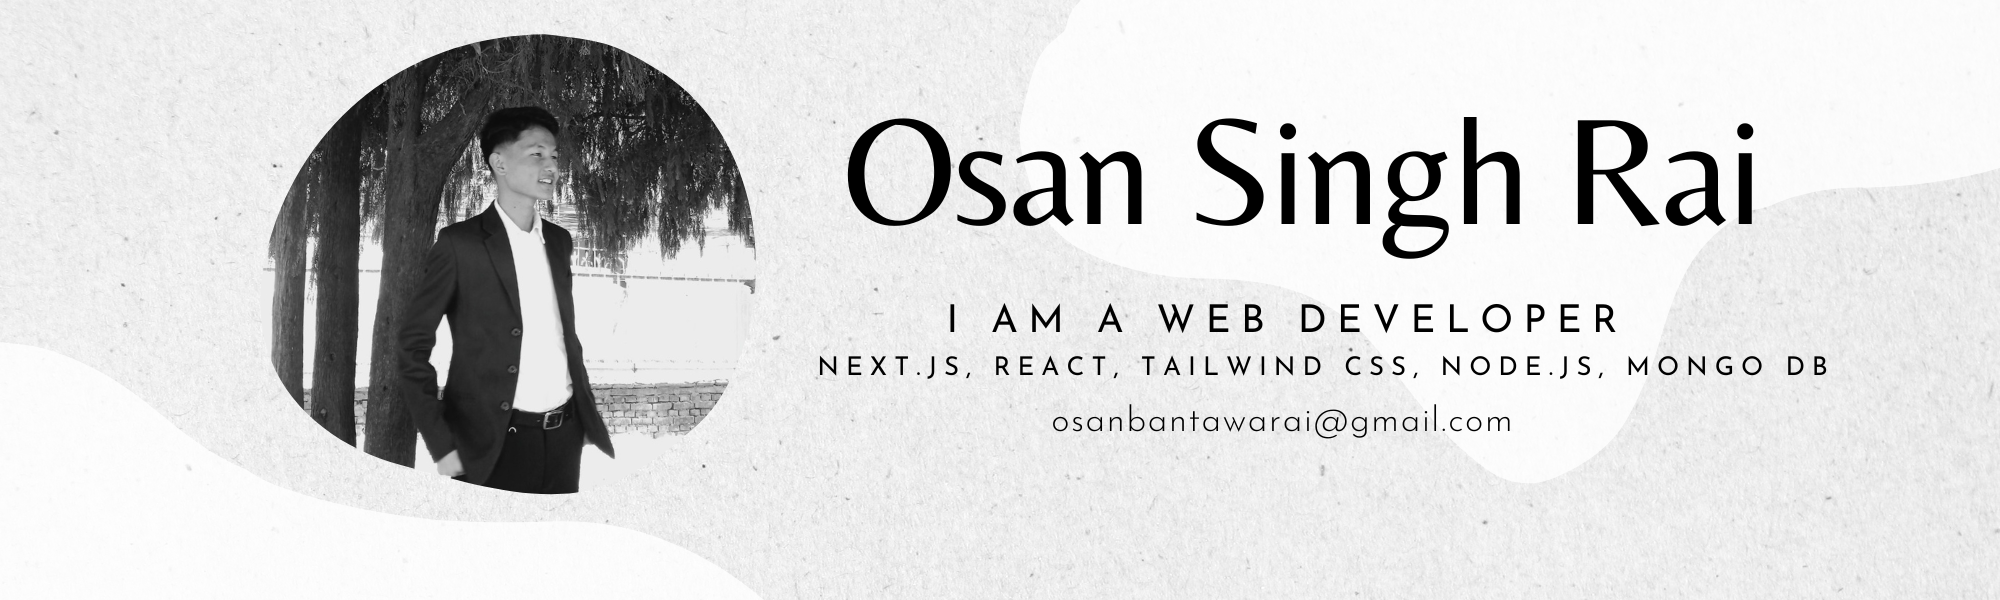 Osan Singh Rai
I AM A WEB DEVELOPER
NEXT.JS, REACT, TAILWIND CSS, NODE.JS, MONGO DB
osanbantawarai@gmail.com